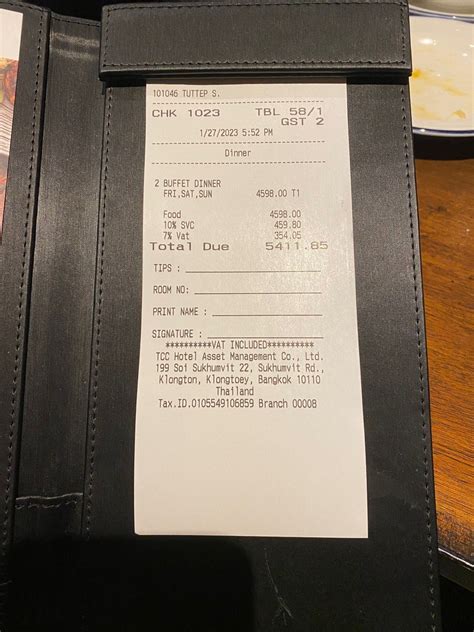 101046 TUTTEP S.
CHK 1023 TBL 58/1
GST 2
1/27/2023 5:52 PM
Dinner
2 BUFFET DINNER
FRI,SAT,SUN 4598.00 T1
Food 4598.00
10% SVC 459.80
7% Vat 354.05
Total Due 5411.85
TIPS :
ROOM NO:
PRINT NAME :
SIGNATURE :
**********VAT INCLUDED**********
TCC Hotel Asset Management Co., Ltd.
199 Soi Sukhumvit 22, Sukhumvit Rd.,
Klongton, Klongtoey, Bangkok 10110
Thailand
Tax.ID.0105549106859 Branch 00008